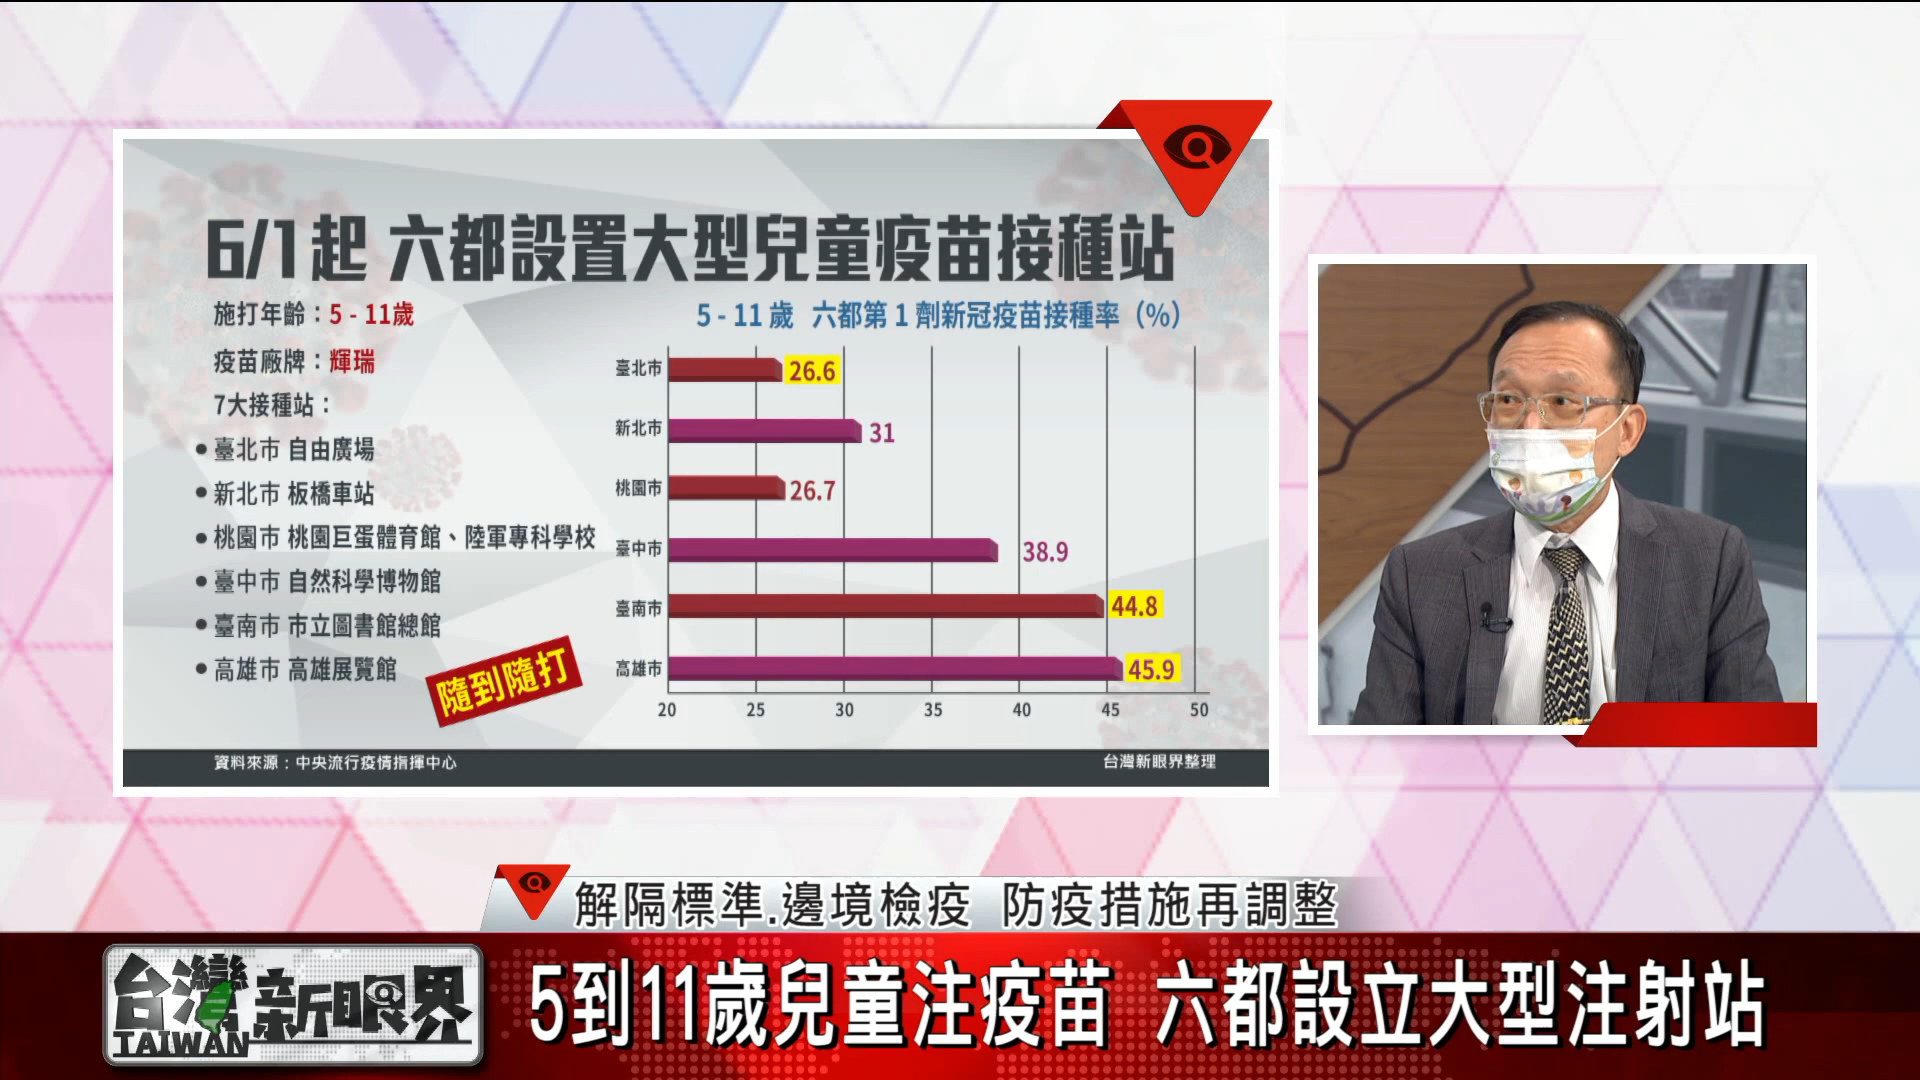 6/1起 六都設置大型兒童疫苗接種站
施打年齡：5 - 11歲
疫苗廠牌：輝瑞
7大接種站：
● 臺北市 自由廣場
● 新北市 板橋車站
● 桃園市 桃園巨蛋體育館、陸軍專科學校
● 臺中市 自然科學博物館
● 臺南市 市立圖書館總館
● 高雄市 高雄展覽館
隨到隨打
5 - 11 歲 六都第 1 劑新冠疫苗接種率（%）
臺北市 26.6
新北市 31
桃園市 26.7
臺中市 38.9
臺南市 44.8
高雄市 45.9
20 25 30 35 40 45 50
資料來源：中央流行疫情指揮中心
台灣新眼界整理
解隔標準.邊境檢疫 防疫措施再調整
台灣新眼界
TAIWAN
5到11歲兒童注疫苗 六都設立大型注射站